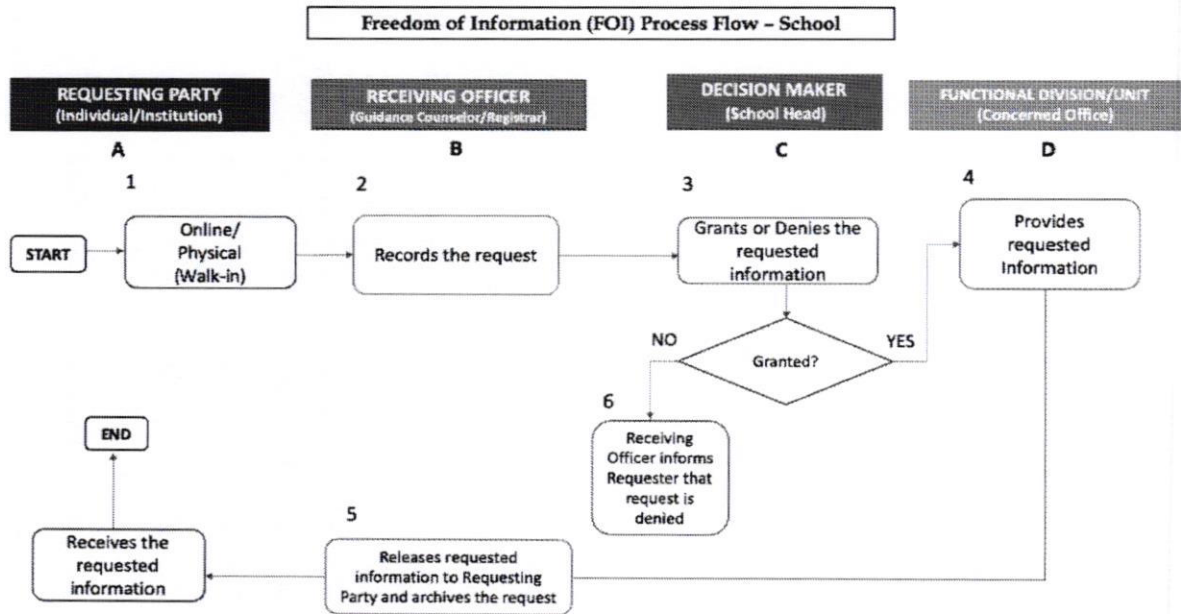 Freedom of Information (FOI) Process Flow – School
REQUESTING PARTY
(Individual/Institution)
RECEIVING OFFICER
(Guidance Counselor/Registrar)
DECISION MAKER
(School Head)
FUNCTIONAL DIVISION/UNIT
(Concerned Office)
A
B
C
D
1
2
3
4
START
Online/
Physical
(Walk-in)
Records the request
Grants or Denies the
requested
information
Provides
requested
Information
NO
Granted?
YES
6
Receiving
Officer informs
Requester that
request is
denied
END
5
Receives the
requested
information
Releases requested
information to Requesting
Party and archives the request